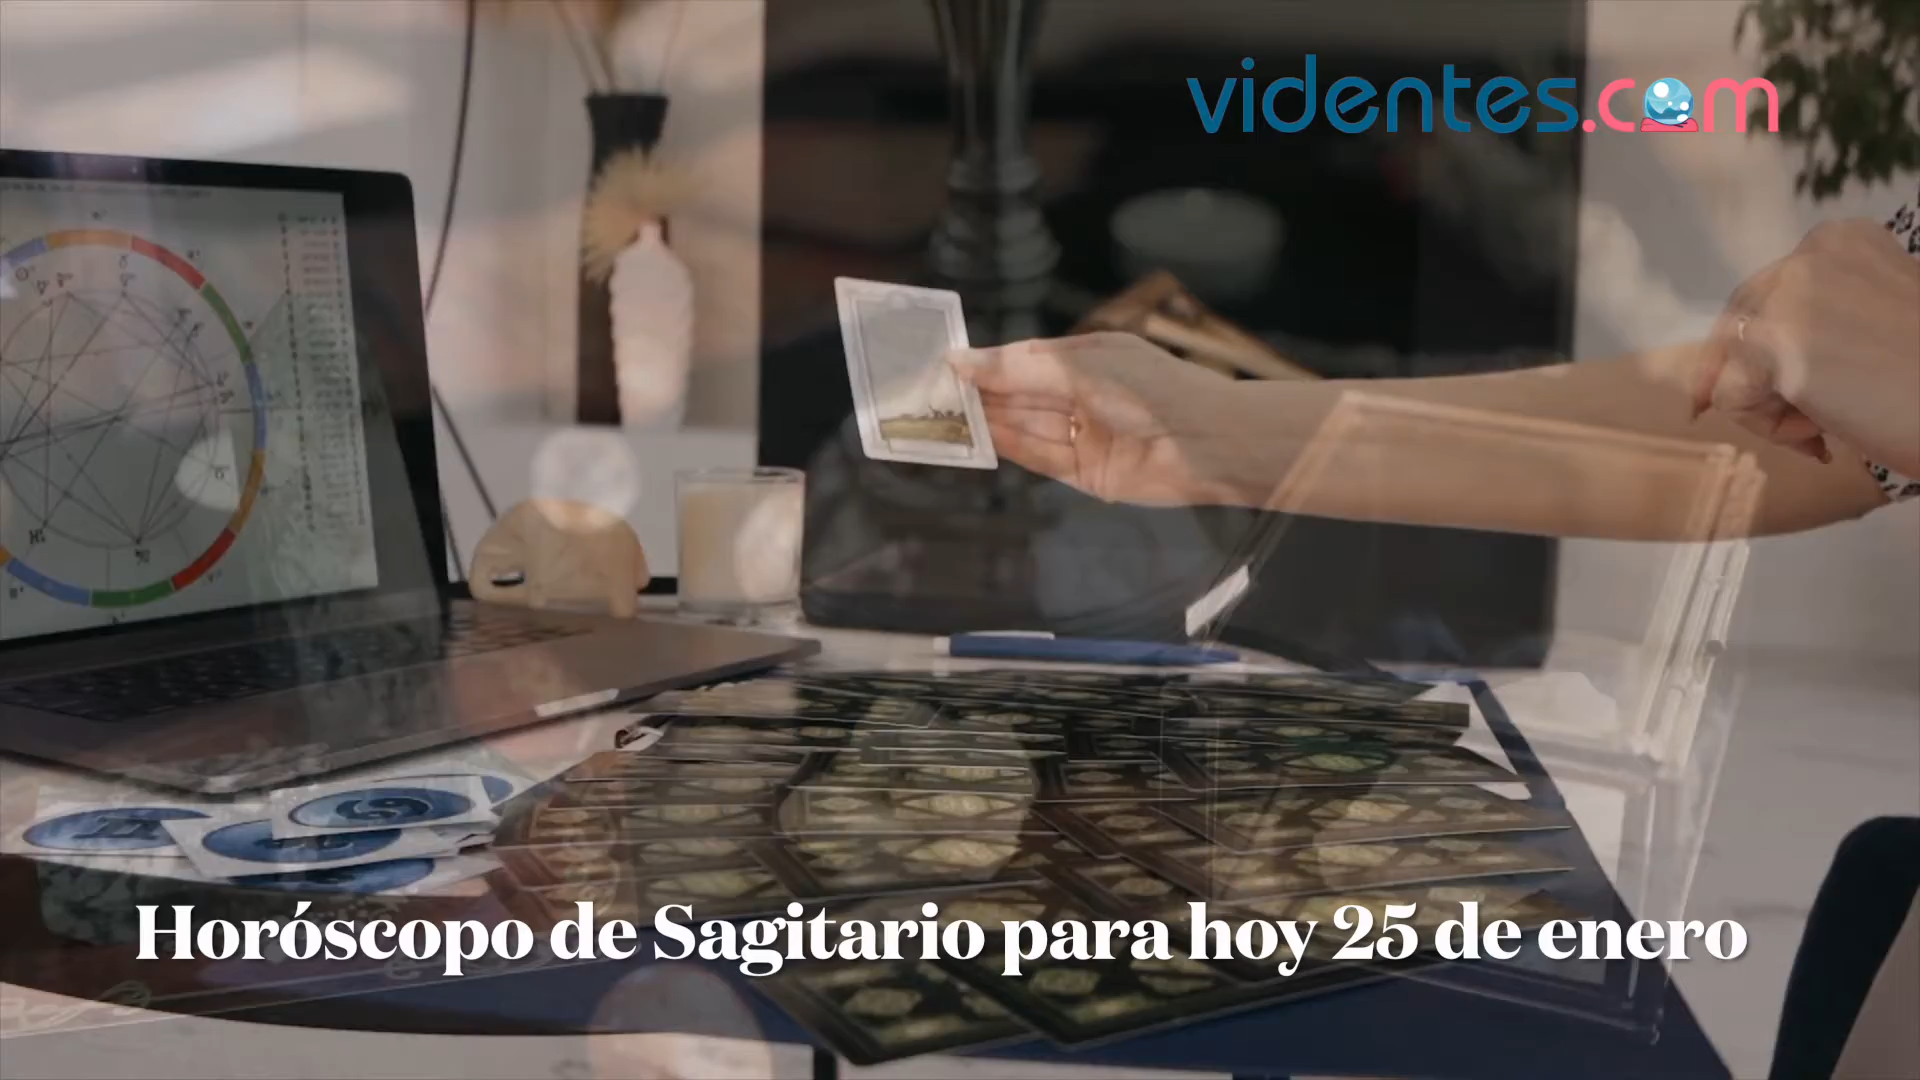 videntes.com
Horóscopo de Sagitario para hoy 25 de enero